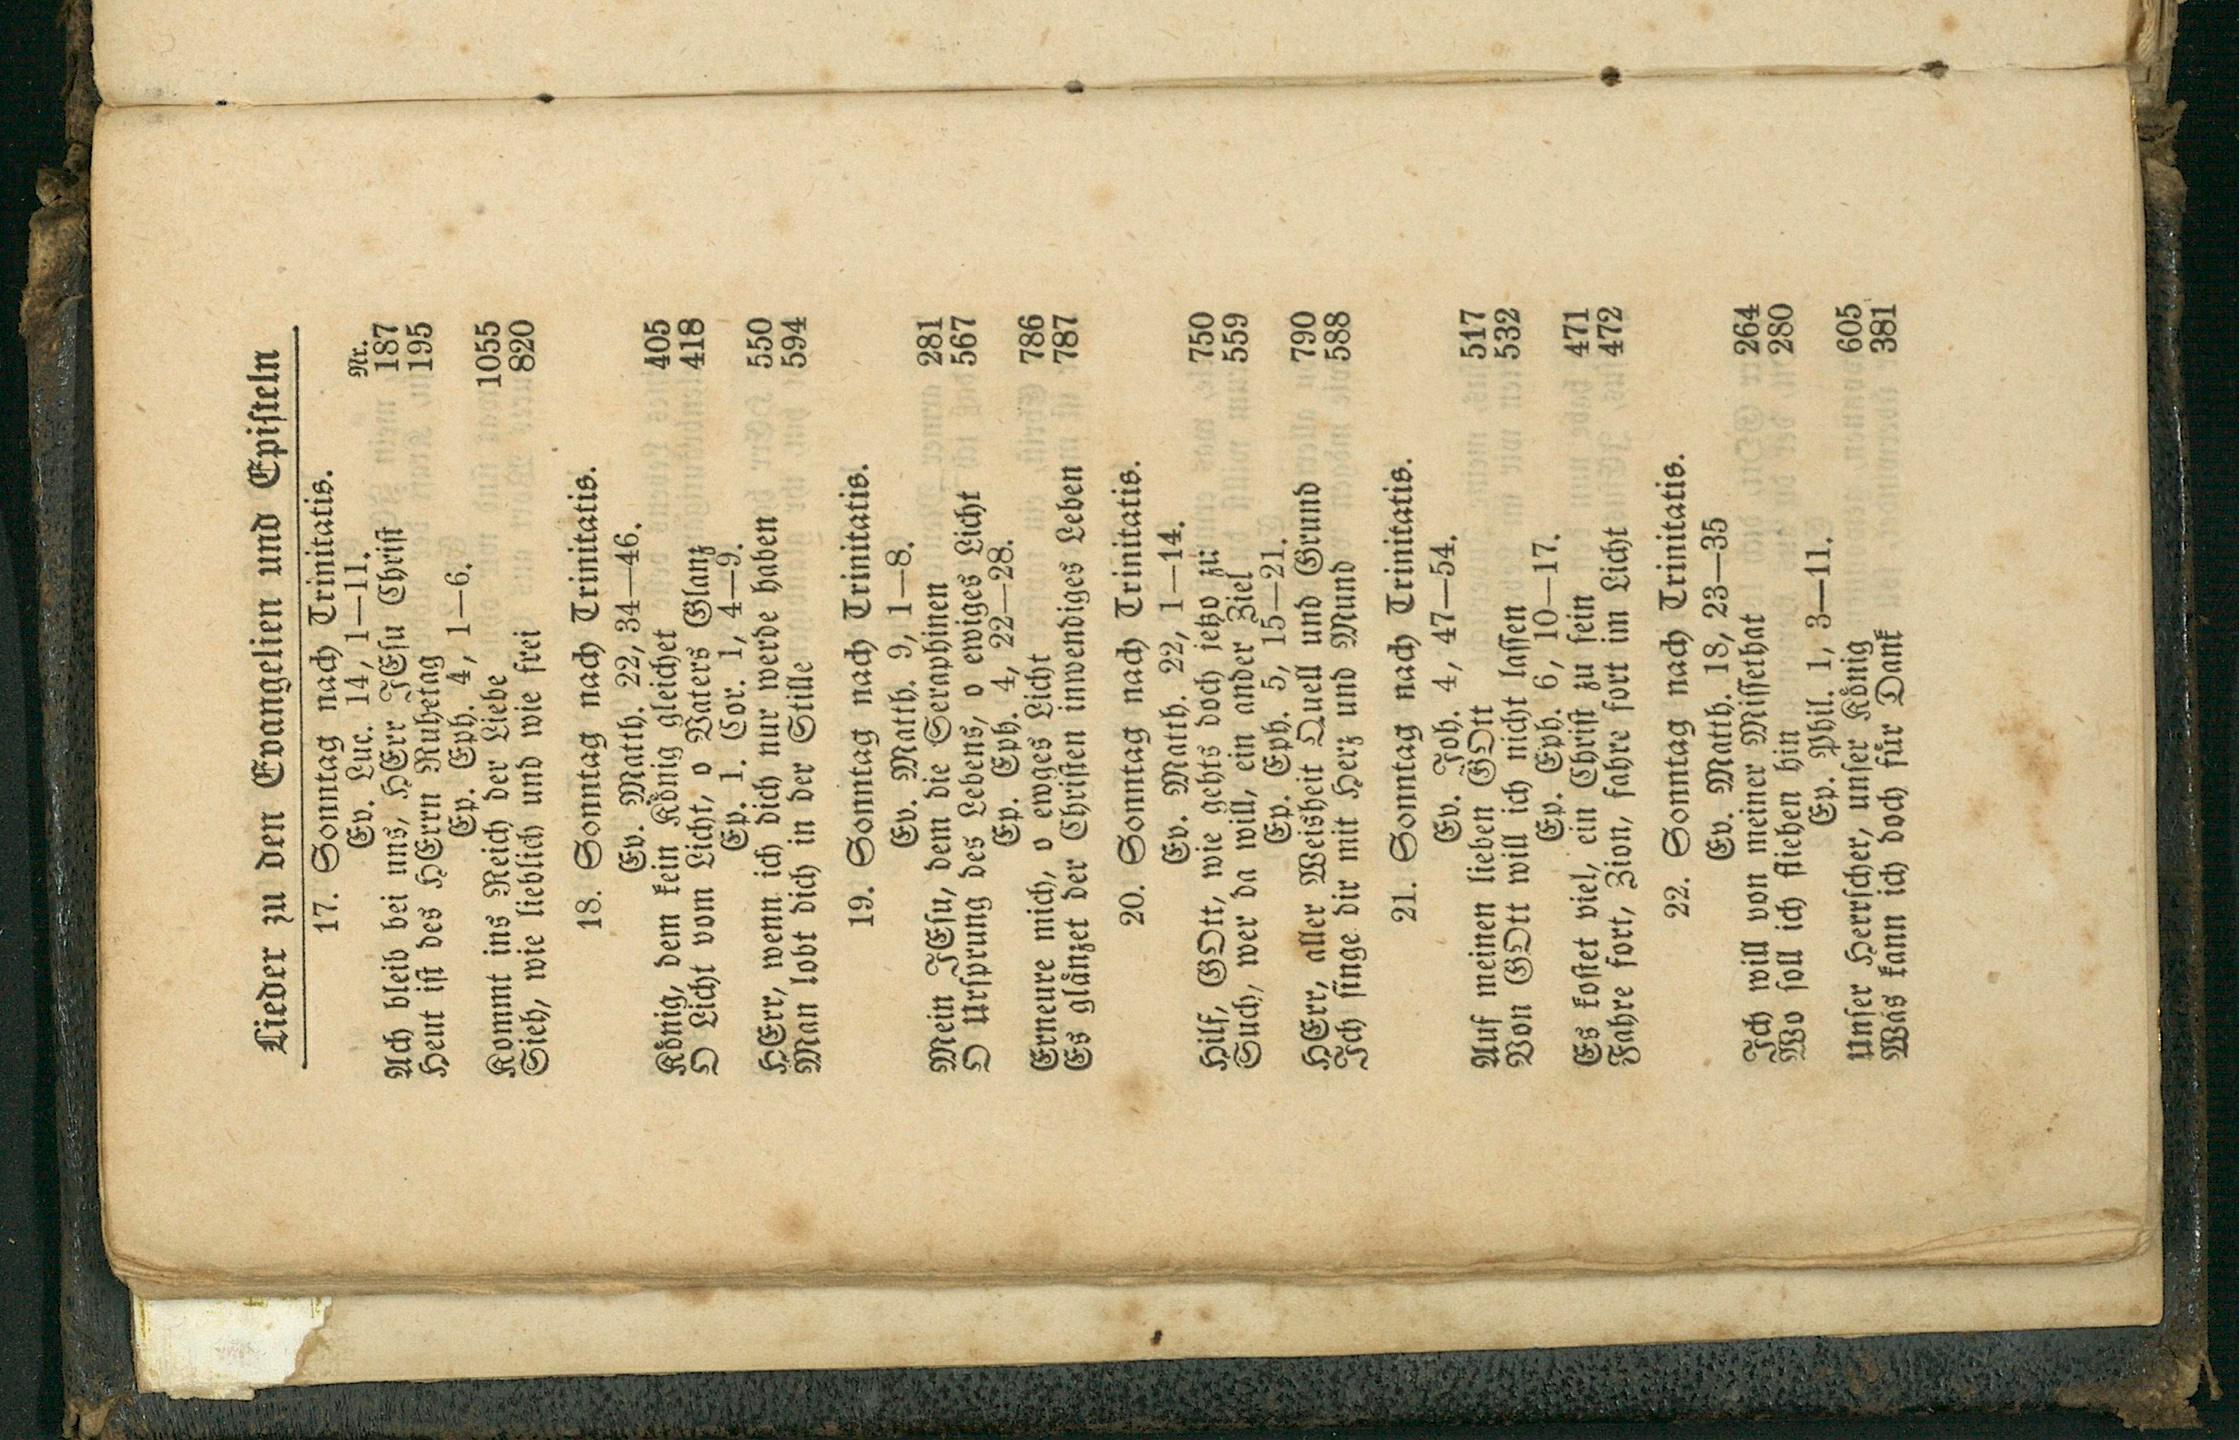 Lieder zu den Evangelien und Episteln
17. Sonntag nach Trinitatis.
Ev. Luc. 14, 1—11. Nr.
Ach bleib bei uns, HErr JEsu Christ 187
Heut ist des HErrn Ruhetag 195
Ep. Eph. 4, 1—6.
Kommt ins Reich der Liebe 1055
Sieh, wie lieblich und wie frei 820
18. Sonntag nach Trinitatis.
Ev. Matth. 22, 34—46.
König, dem kein König gleichet 405
O Licht vom Licht, o Vaters Glanz 418
Ep. 1. Cor. 1, 4—9.
HErr, wenn ich dich nur werde haben 550
Man lobt dich in der Stille 594
19. Sonntag nach Trinitatis.
Ev. Matth. 9, 1—8.
Mein JEsu, dem die Seraphinen 281
O Ursprung des Lebens, o ewiges Licht 567
Ep. Eph. 4, 22—28.
Erneure mich, o ewges Licht 786
Es glänzet der Christen inwendiges Leben 787
20. Sonntag nach Trinitatis.
Ev. Matth. 22, 1—14.
Hilf, GOtt, wie gehts doch jetzo zu: 750
Such, wer da will, ein ander Ziel 559
Ep. Eph. 5, 15—21.
HErr, aller Weisheit Quell und Grund 790
Ich singe dir mit Herz und Mund 588
21. Sonntag nach Trinitatis.
Ev. Joh. 4, 47—54.
Auf meinen lieben GOtt 517
Von GOtt will ich nicht lassen 532
Ep. Eph. 6, 10—17.
Es kostet viel, ein Christ zu sein 471
Fahre fort, Zion, fahre fort im Licht 472
22. Sonntag nach Trinitatis.
Ev. Matth. 18, 23—35
Ich will von meiner Missethat 264
Wo soll ich fliehen hin 280
Ep. Phil. 1, 3—11.
Unser Herrscher, unser König 605
Was kann ich doch für Dank 381